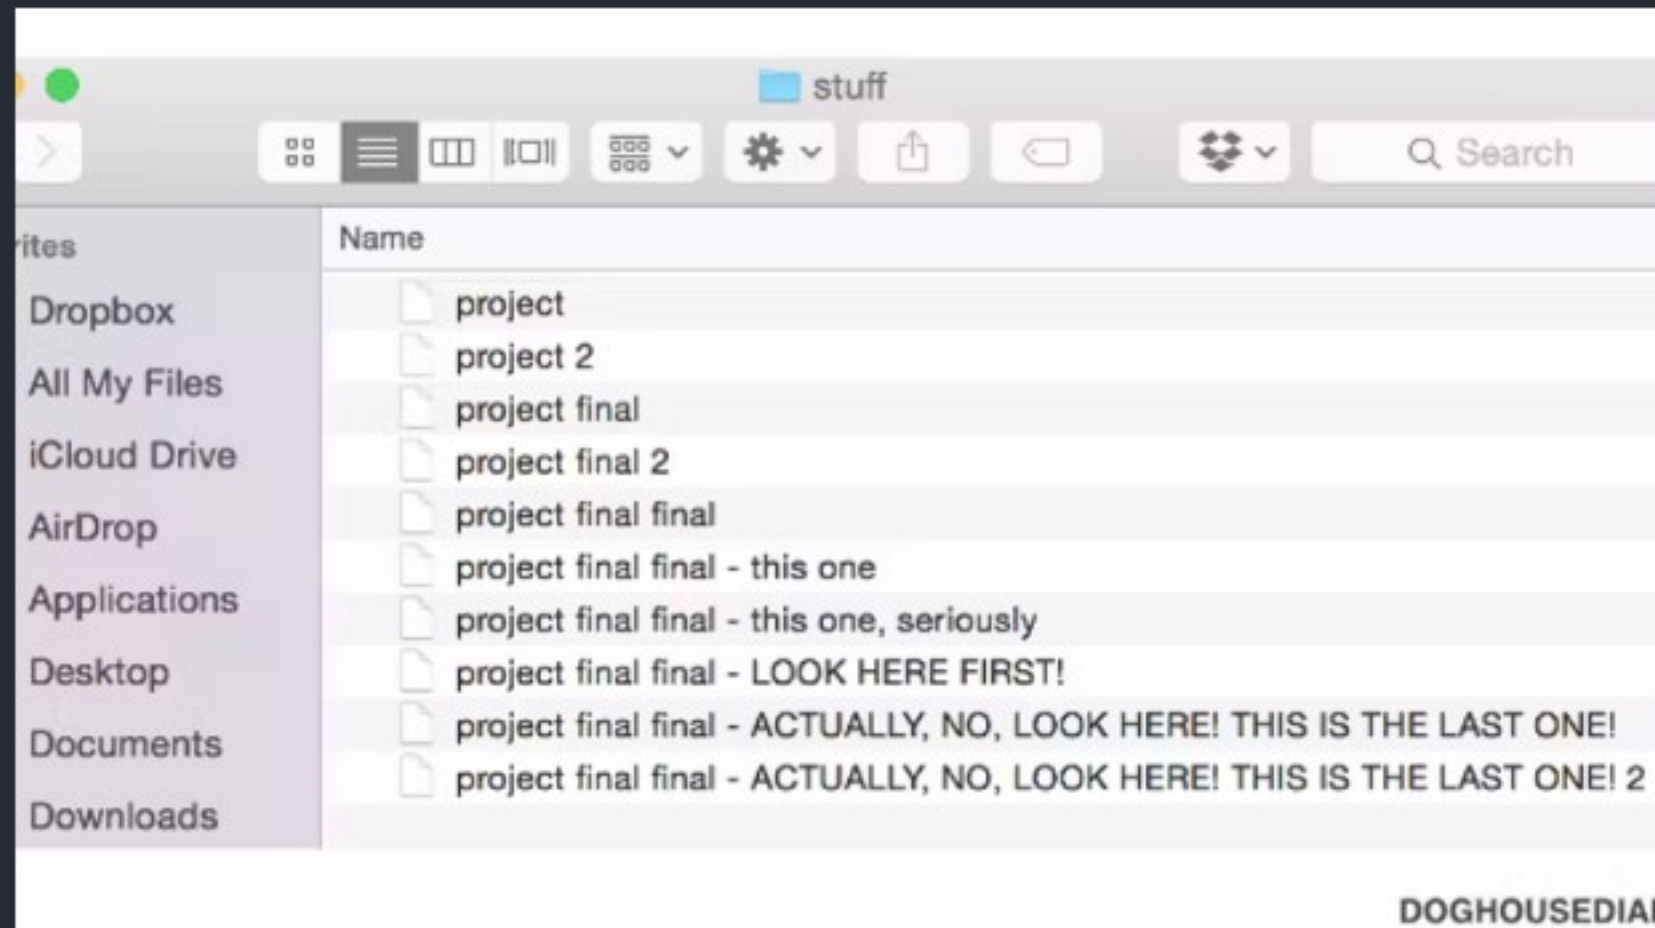 stuff
Search
rites
Dropbox
All My Files
iCloud Drive
AirDrop
Applications
Desktop
Documents
Downloads
Name
project
project 2
project final
project final 2
project final final
project final final - this one
project final final - this one, seriously
project final final - LOOK HERE FIRST!
project final final - ACTUALLY, NO, LOOK HERE! THIS IS THE LAST ONE!
project final final - ACTUALLY, NO, LOOK HERE! THIS IS THE LAST ONE! 2
DOGHOUSEDIA